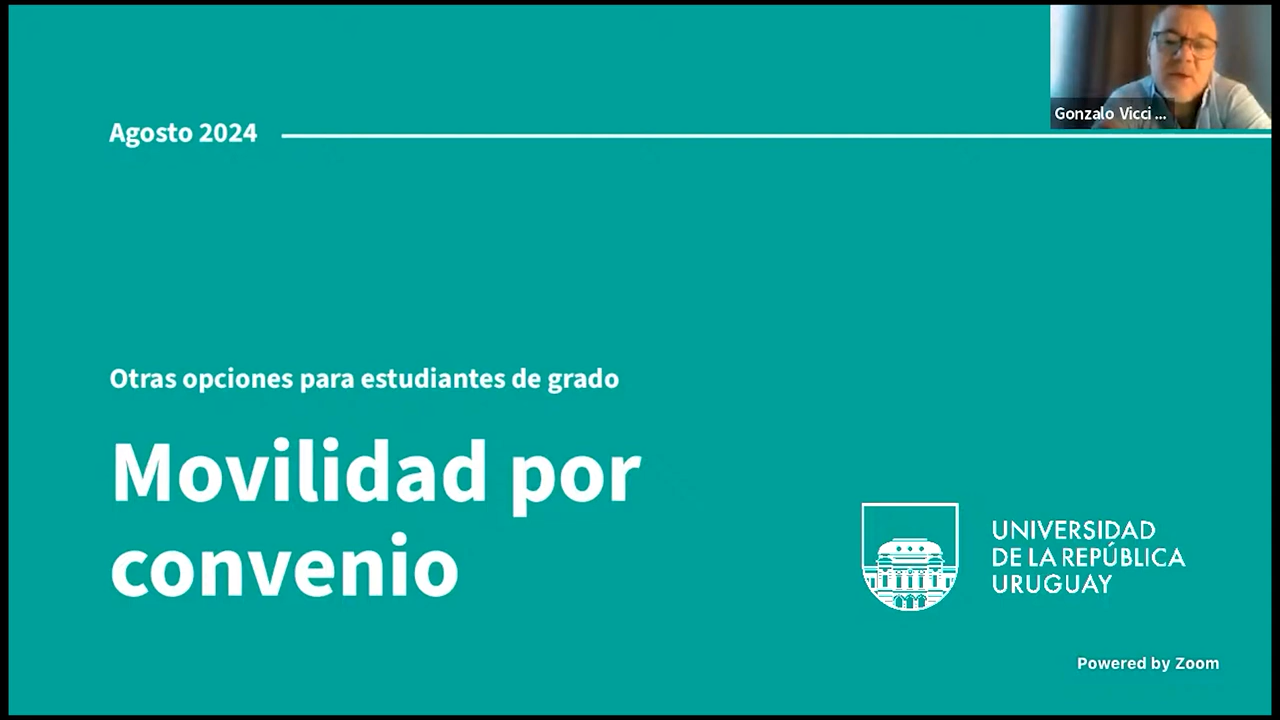 Agosto 2024
Gonzalo Vicci ...
Otras opciones para estudiantes de grado
Movilidad por
convenio
UNIVERSIDAD
DE LA REPÚBLICA
URUGUAY
Powered by Zoom